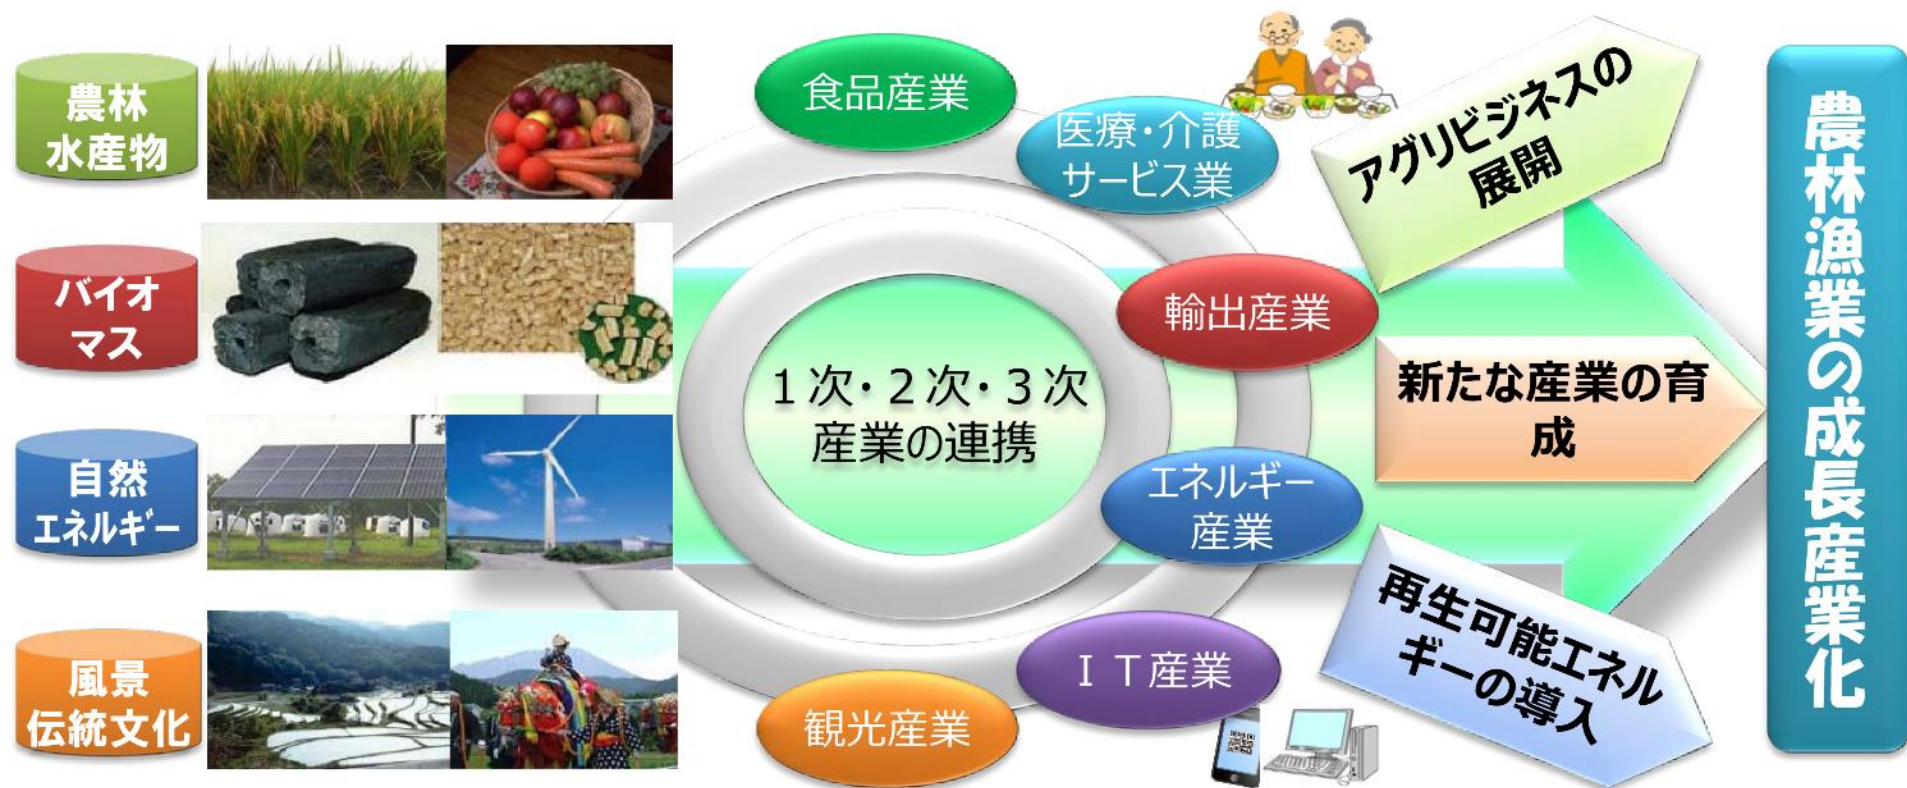 農林
水産物
バイオ
マス
自然
エネルギー
風景
伝統文化
食品産業
医療・介護
サービス業
輸出産業
エネルギー
産業
IT産業
観光産業
1次・2次・3次
産業の連携
アグリビジネスの
展開
新たな産業の育
成
再生可能エネル
ギーの導入
農林漁業の成長産業化